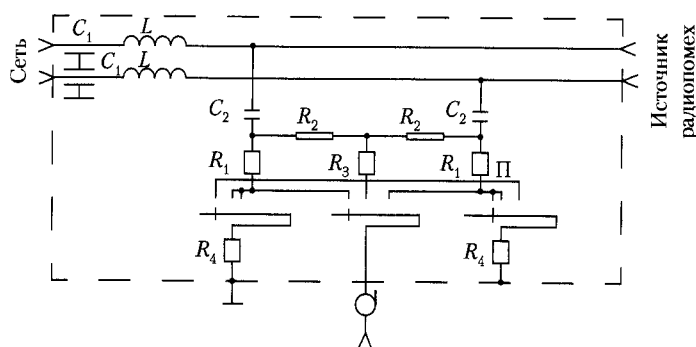 C₁
L
Сеть
C₁
L
Источник
радиопомех
C₂
R₂
R₂
C₂
R₁
R₃
R₁
П
R₄
R₄